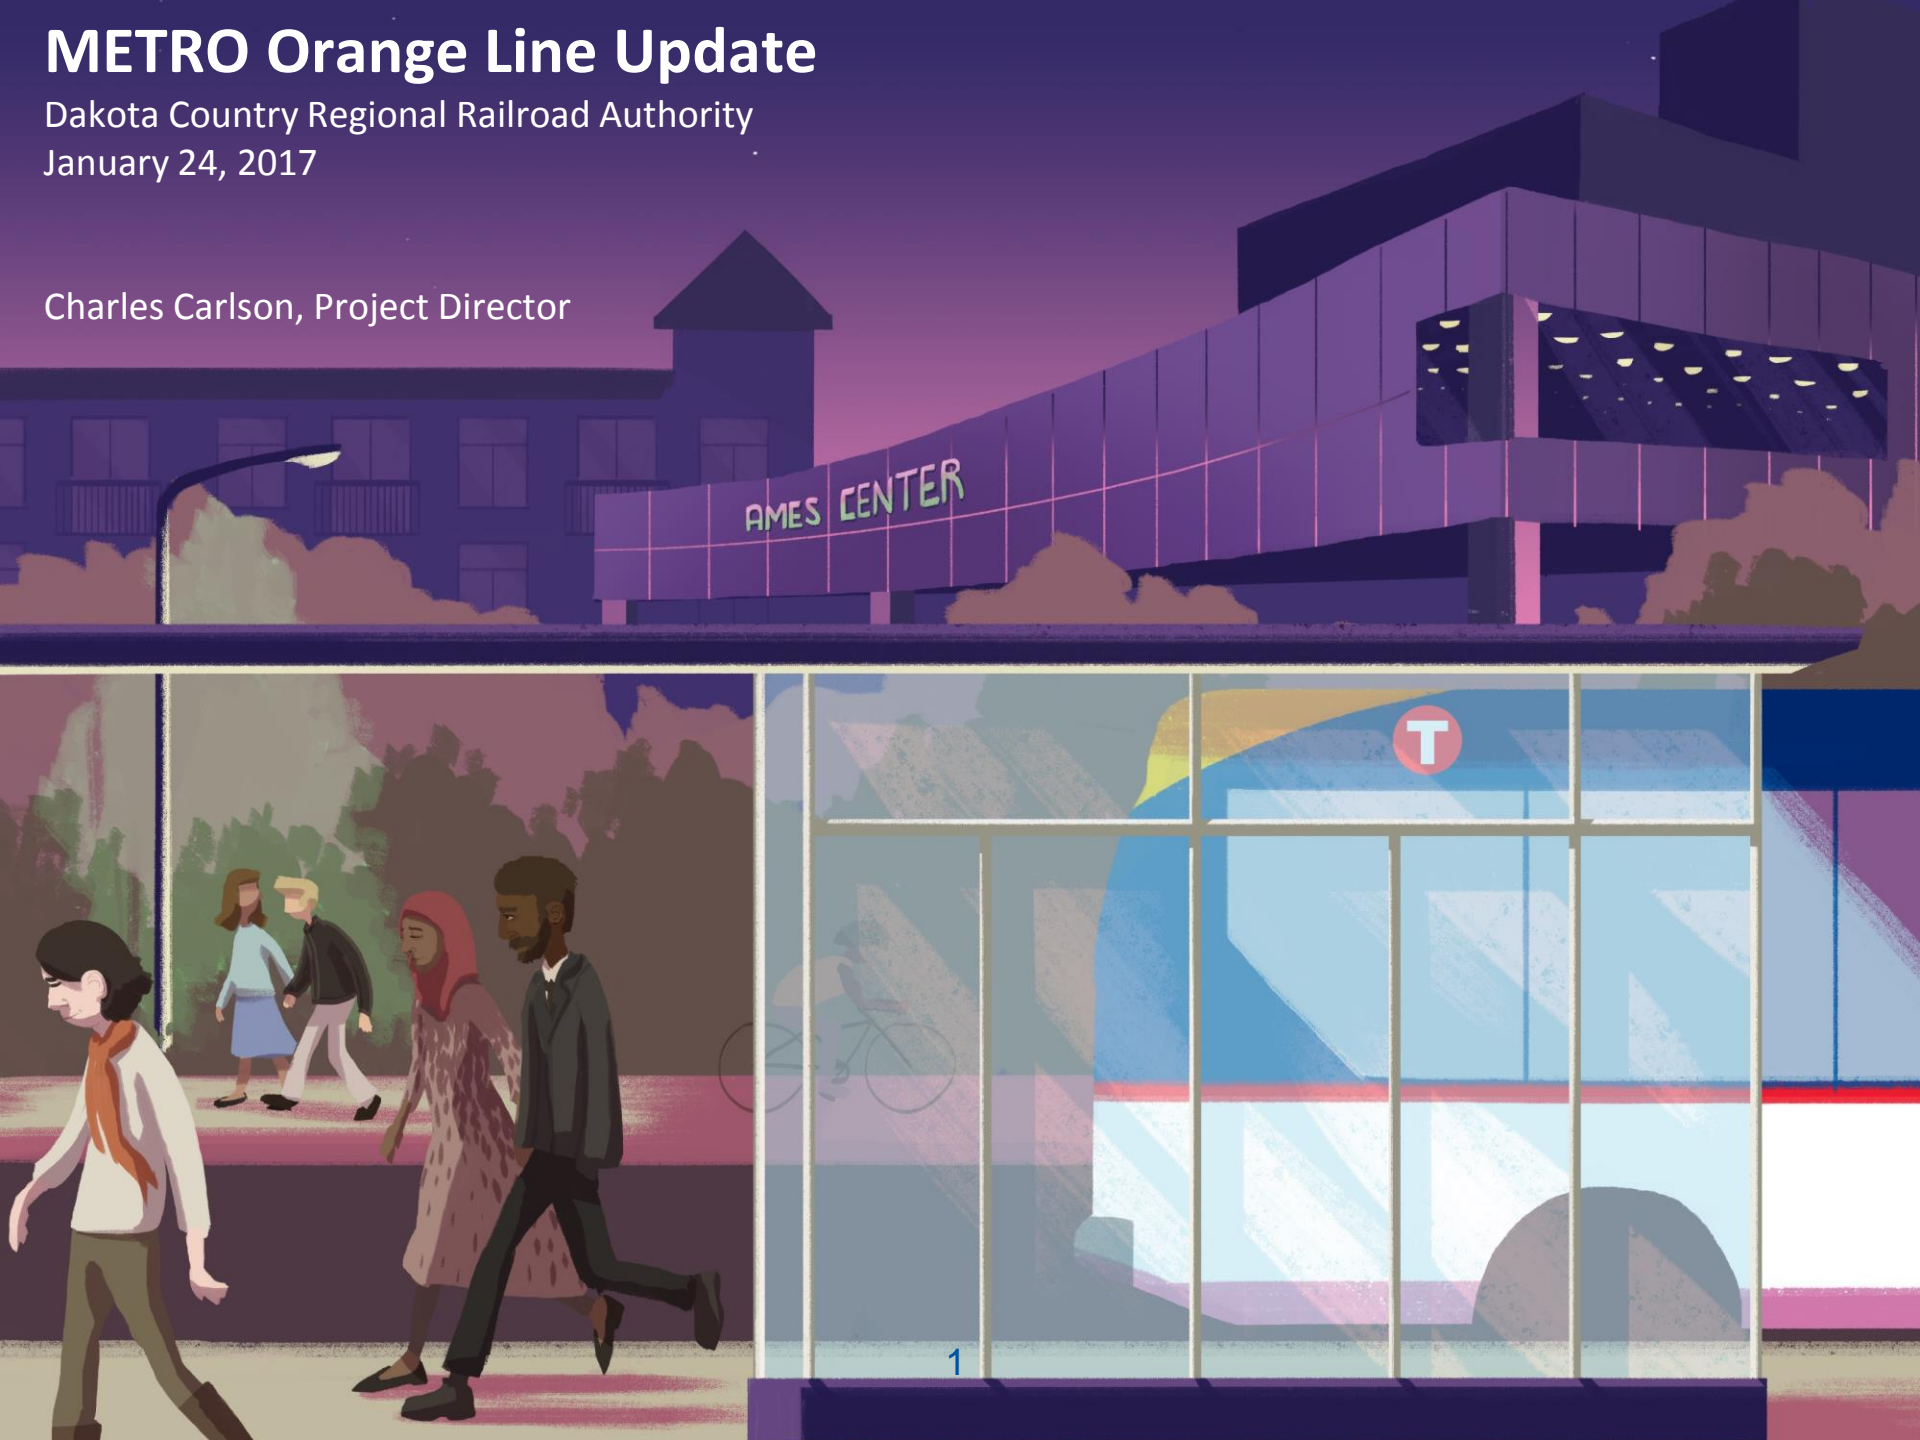 METRO Orange Line Update
Dakota Country Regional Railroad Authority
January 24, 2017
Charles Carlson, Project Director
AMES CENTER
T
1